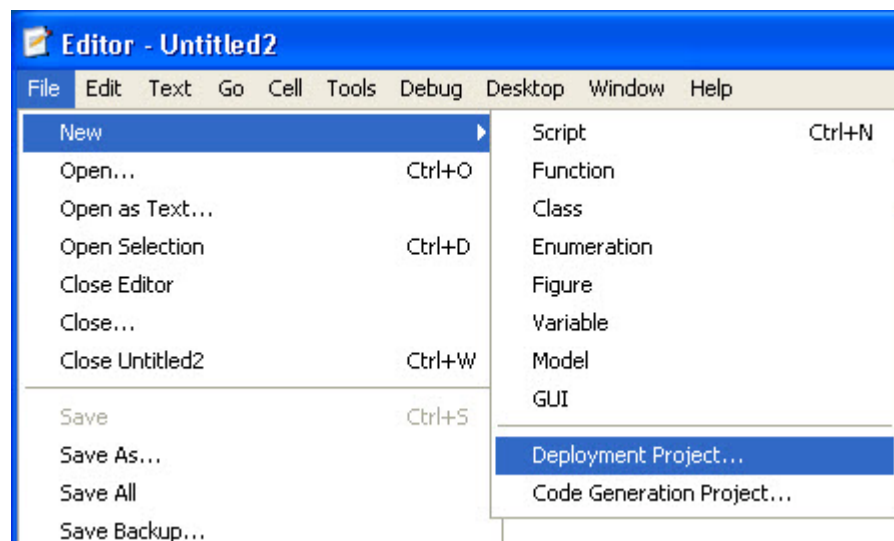 Editor - Untitled2
File Edit Text Go Cell Tools Debug Desktop Window Help
New
Open... Ctrl+O
Open as Text...
Open Selection Ctrl+D
Close Editor
Close...
Close Untitled2 Ctrl+W
Save Ctrl+S
Save As...
Save All
Save Backup...
Script Ctrl+N
Function
Class
Enumeration
Figure
Variable
Model
GUI
Deployment Project...
Code Generation Project...